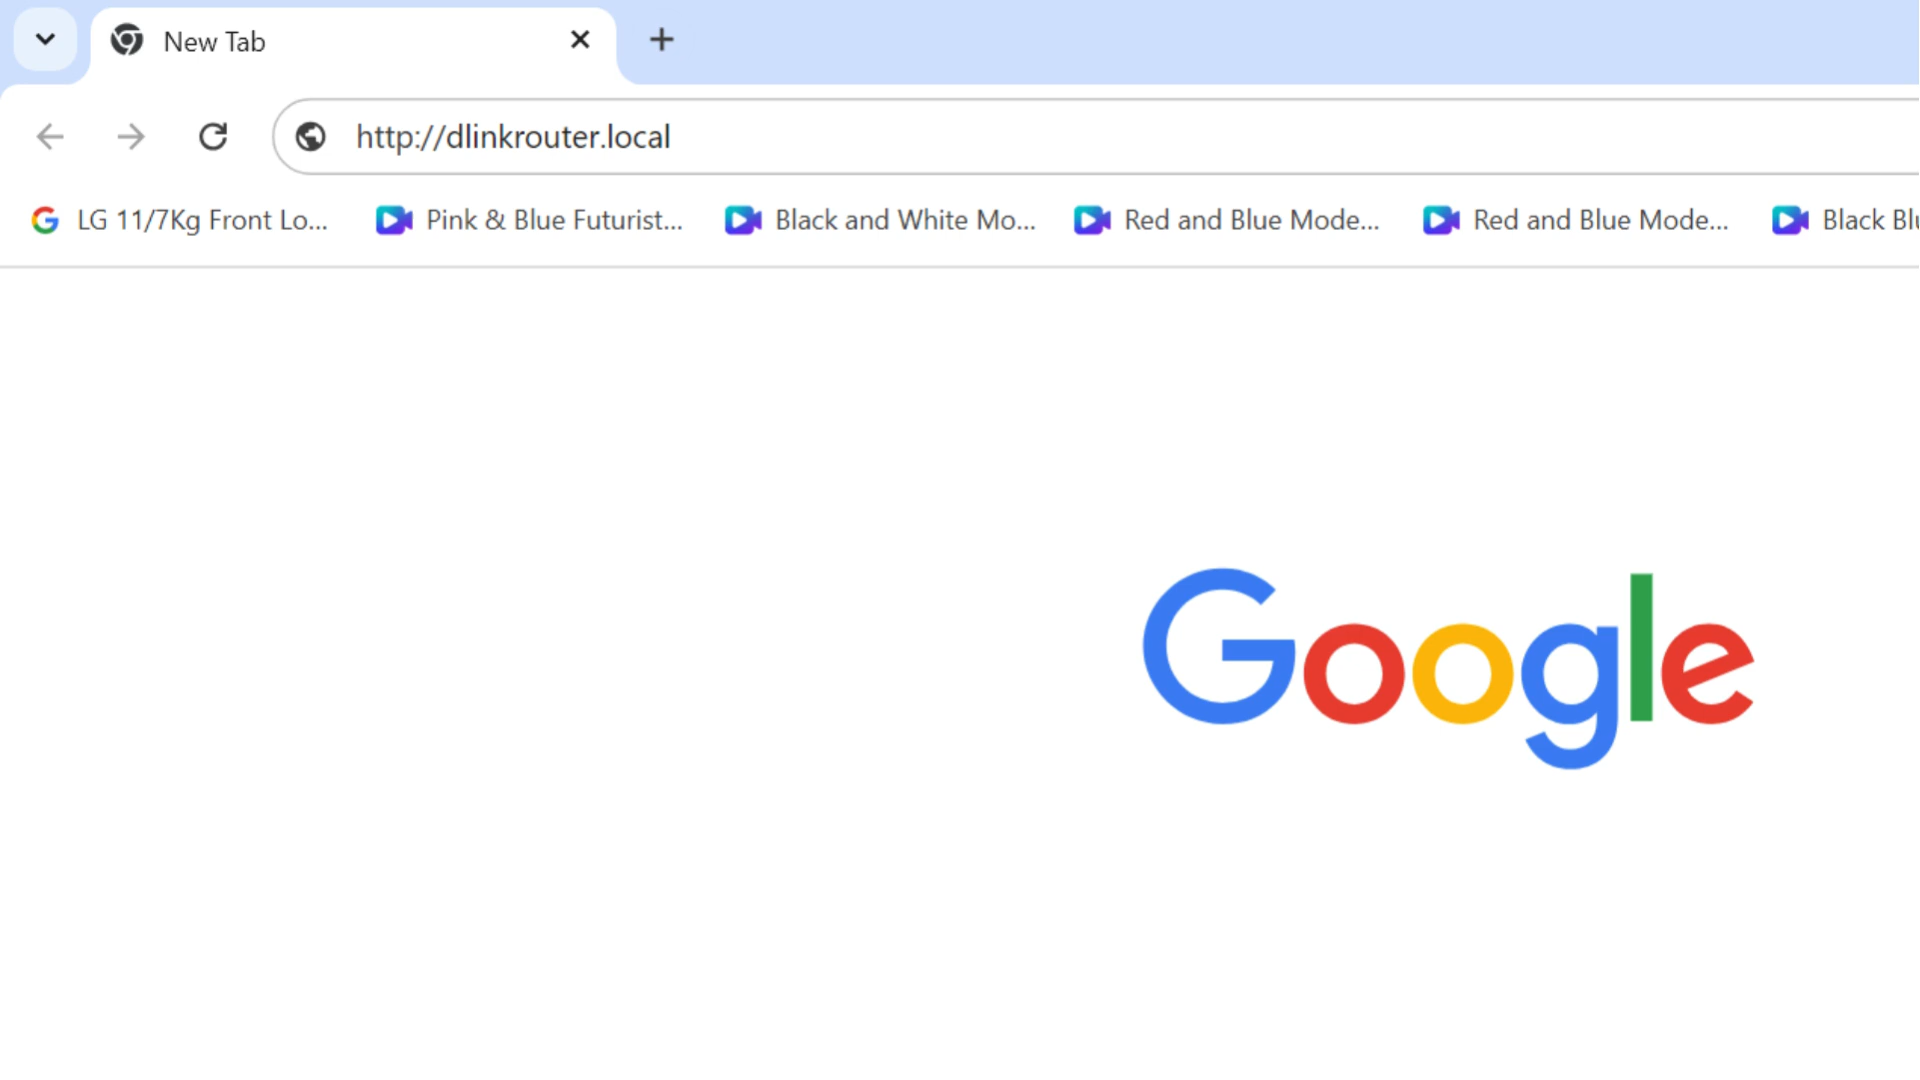 New Tab
http://dlinkrouter.local
LG 11/7Kg Front Lo... Pink & Blue Futurist... Black and White Mo... Red and Blue Mode... Red and Blue Mode... Black
Google